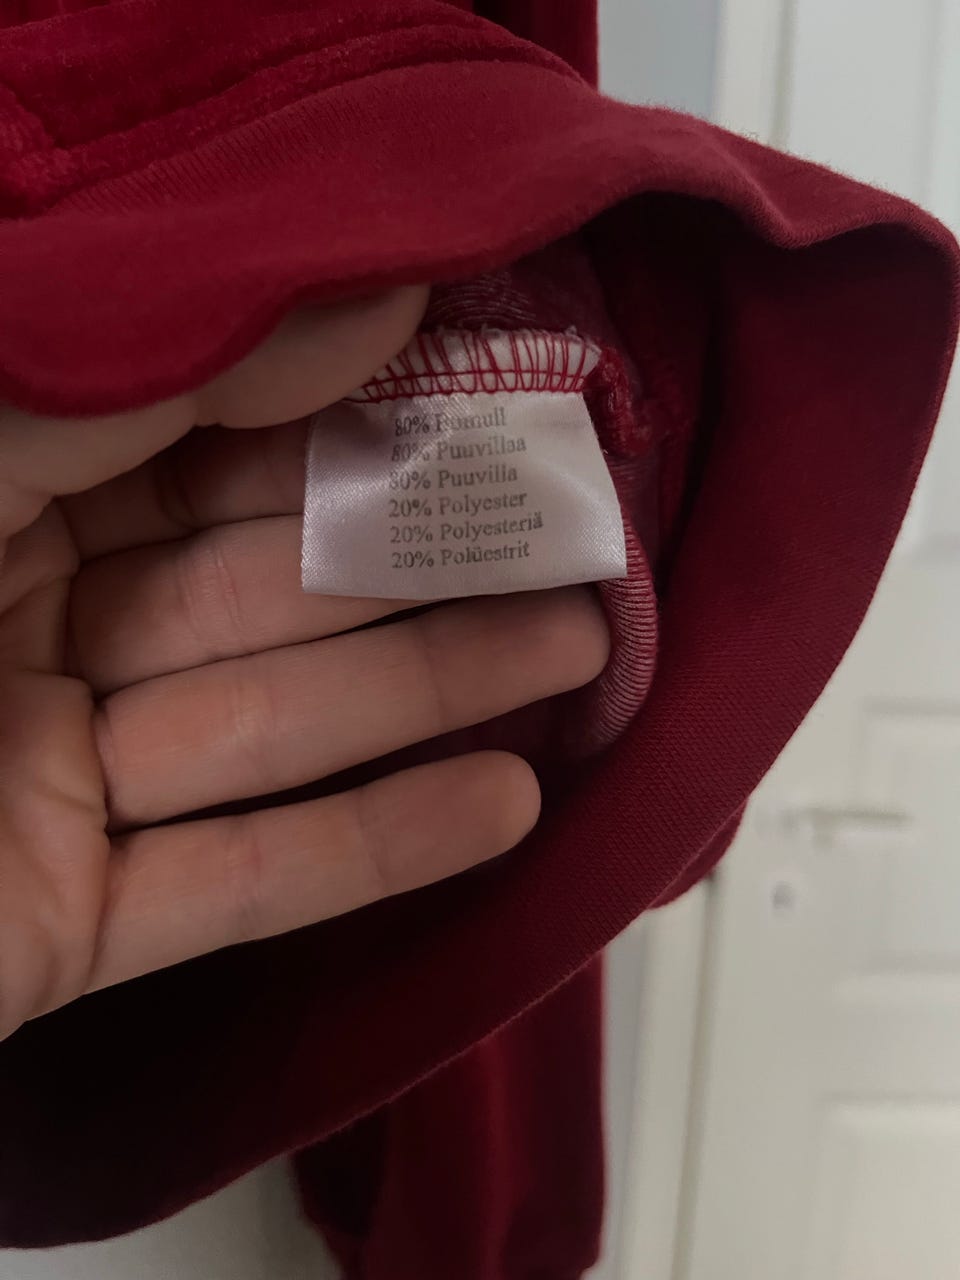 80% Bomull
80% Puuvillaa
80% Puuvilla
20% Polyester
20% Polyesteriä
20% Polüestrit